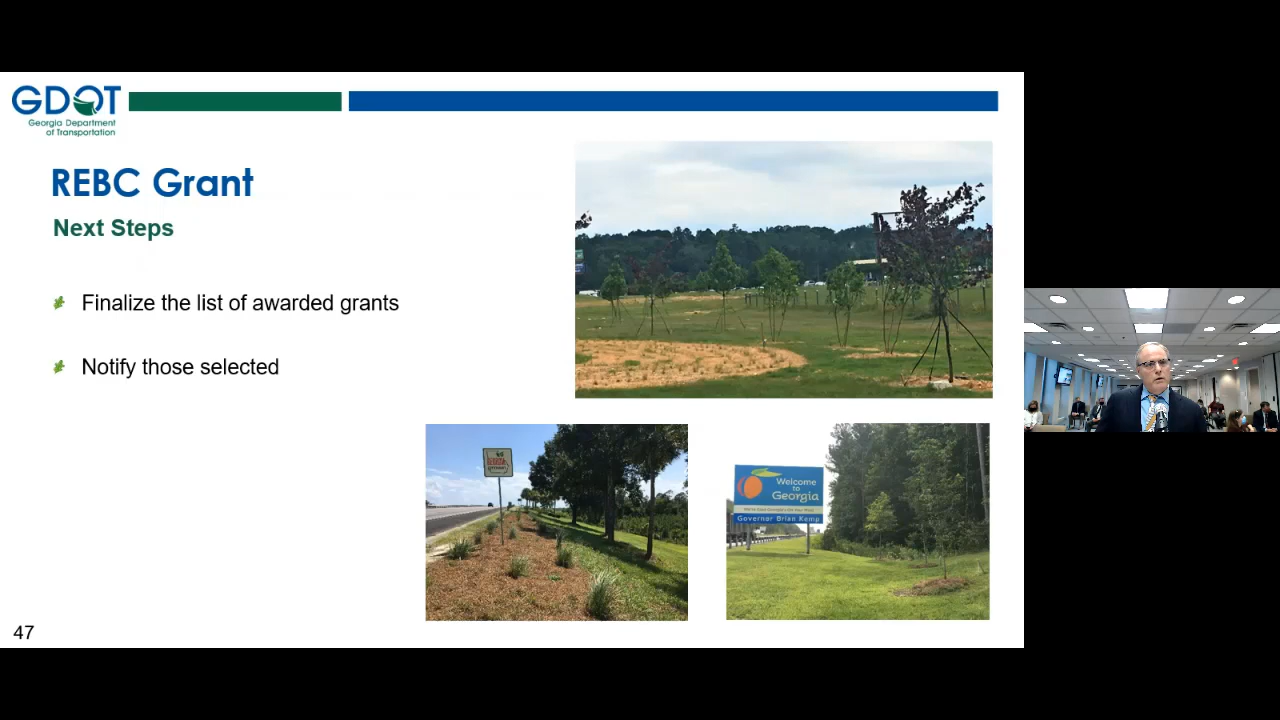 GDOT
Georgia Department
of Transportation
REBC Grant
Next Steps
Finalize the list of awarded grants
Notify those selected
Welcome
to
Georgia
Governor Brian Kemp
47